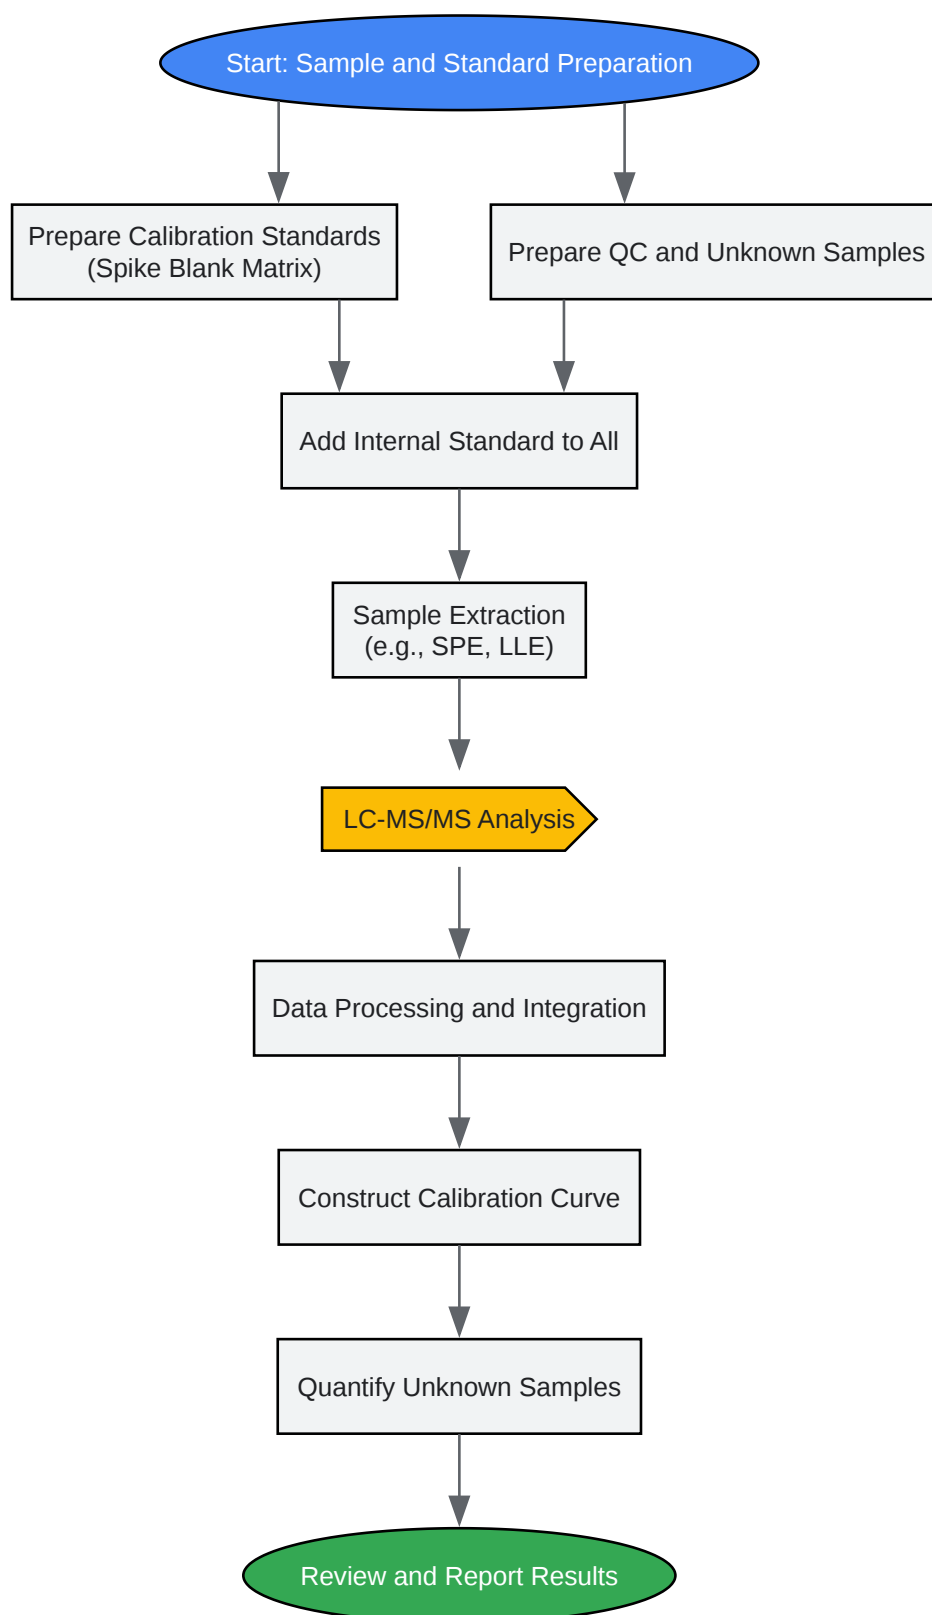 Start: Sample and Standard Preparation
Prepare Calibration Standards
(Spike Blank Matrix)
Prepare QC and Unknown Samples
Add Internal Standard to All
Sample Extraction
(e.g., SPE, LLE)
LC-MS/MS Analysis
Data Processing and Integration
Construct Calibration Curve
Quantify Unknown Samples
Review and Report Results